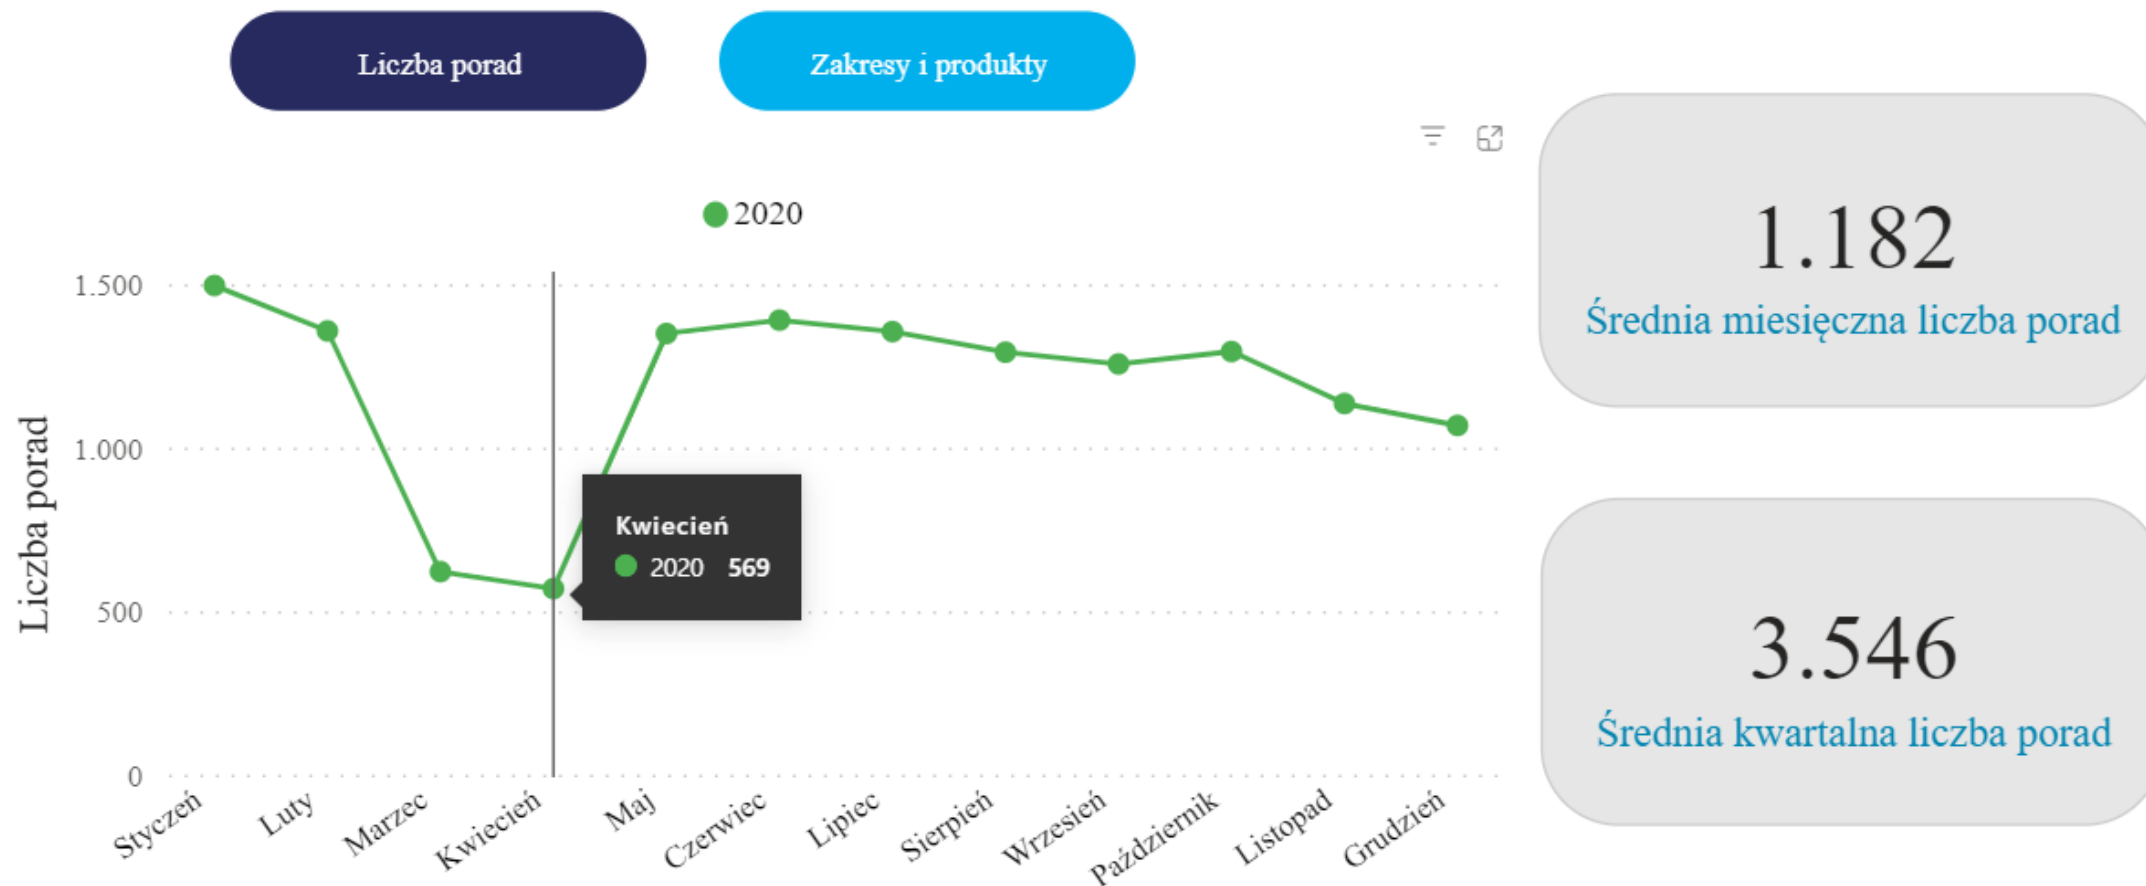 Liczba porad
Zakresy i produkty
2020
1.182
Średnia miesięczna liczba porad
Liczba porad
1.500
1.000
500
0
Kwiecień
2020 569
Styczeń
Luty
Marzec
Kwiecień
Maj
Czerwiec
Lipiec
Sierpień
Wrzesień
Październik
Listopad
Grudzień
3.546
Średnia kwartalna liczba porad